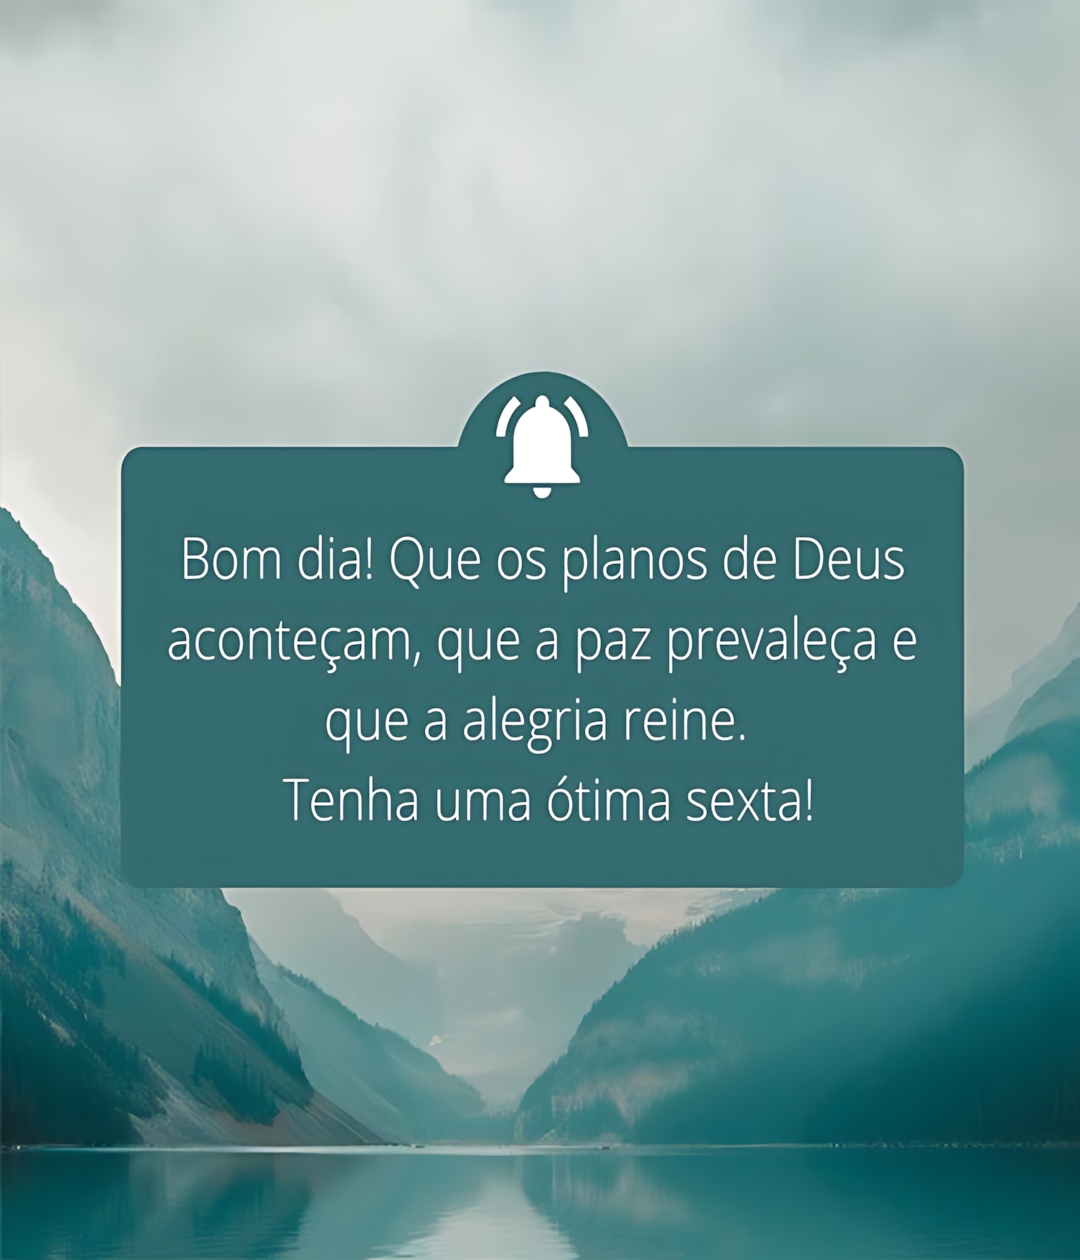 Bom dia! Que os planos de Deus
aconteçam, que a paz prevaleça e
que a alegria reine.
Tenha uma ótima sexta!